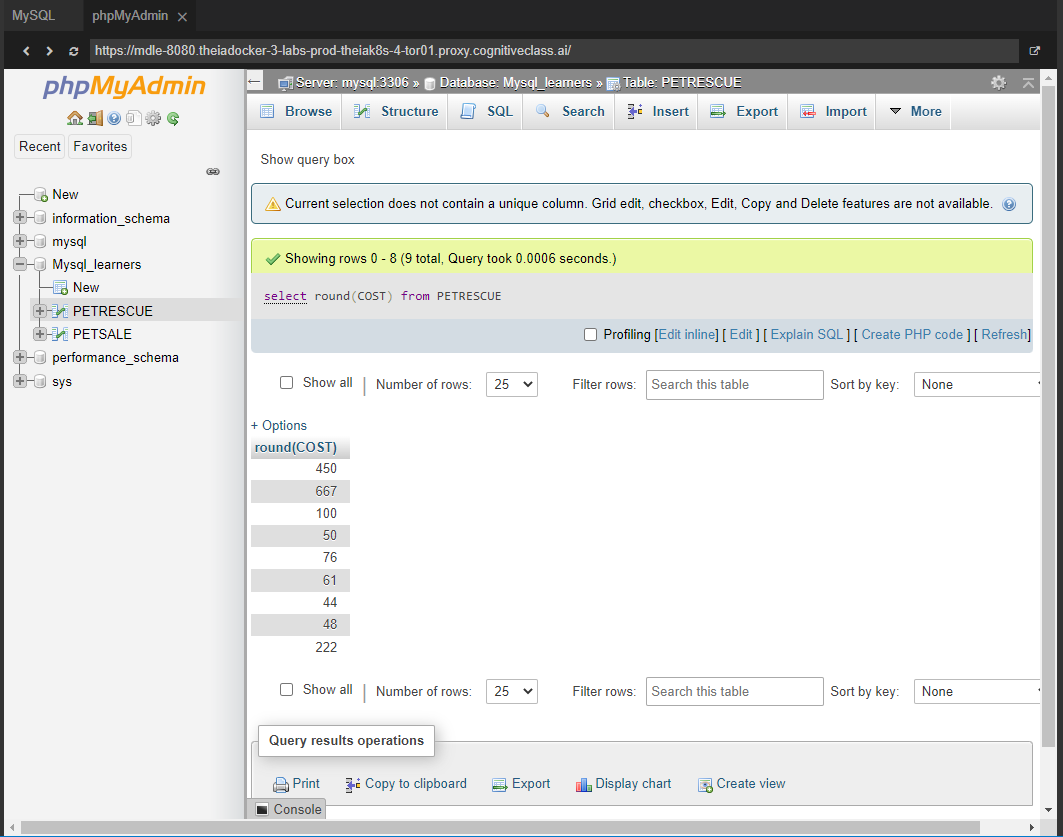 MySQL
phpMyAdmin
https://mdle-8080.theiadocker-3-labs-prod-theiak8s-4-tor01.proxy.cognitiveclass.ai/
phpMyAdmin
Recent Favorites
New
information_schema
mysql
Mysql_learners
New
PETRESCUE
PETSALE
performance_schema
sys
Server: mysql:3306 » Database: Mysql_learners » Table: PETRESCUE
Browse Structure SQL Search Insert Export Import More
Show query box
Current selection does not contain a unique column. Grid edit, checkbox, Edit, Copy and Delete features are not available.
Showing rows 0 - 8 (9 total, Query took 0.0006 seconds.)
select round(COST) from PETRESCUE
Profiling [Edit inline] [ Edit ] [ Explain SQL ] [ Create PHP code ] [ Refresh]
Show all | Number of rows: 25 Filter rows: Search this table Sort by key: None
+ Options
round(COST)
450
667
100
50
76
61
44
48
222
Show all | Number of rows: 25 Filter rows: Search this table Sort by key: None
Query results operations
Print Copy to clipboard Export Display chart Create view
Console